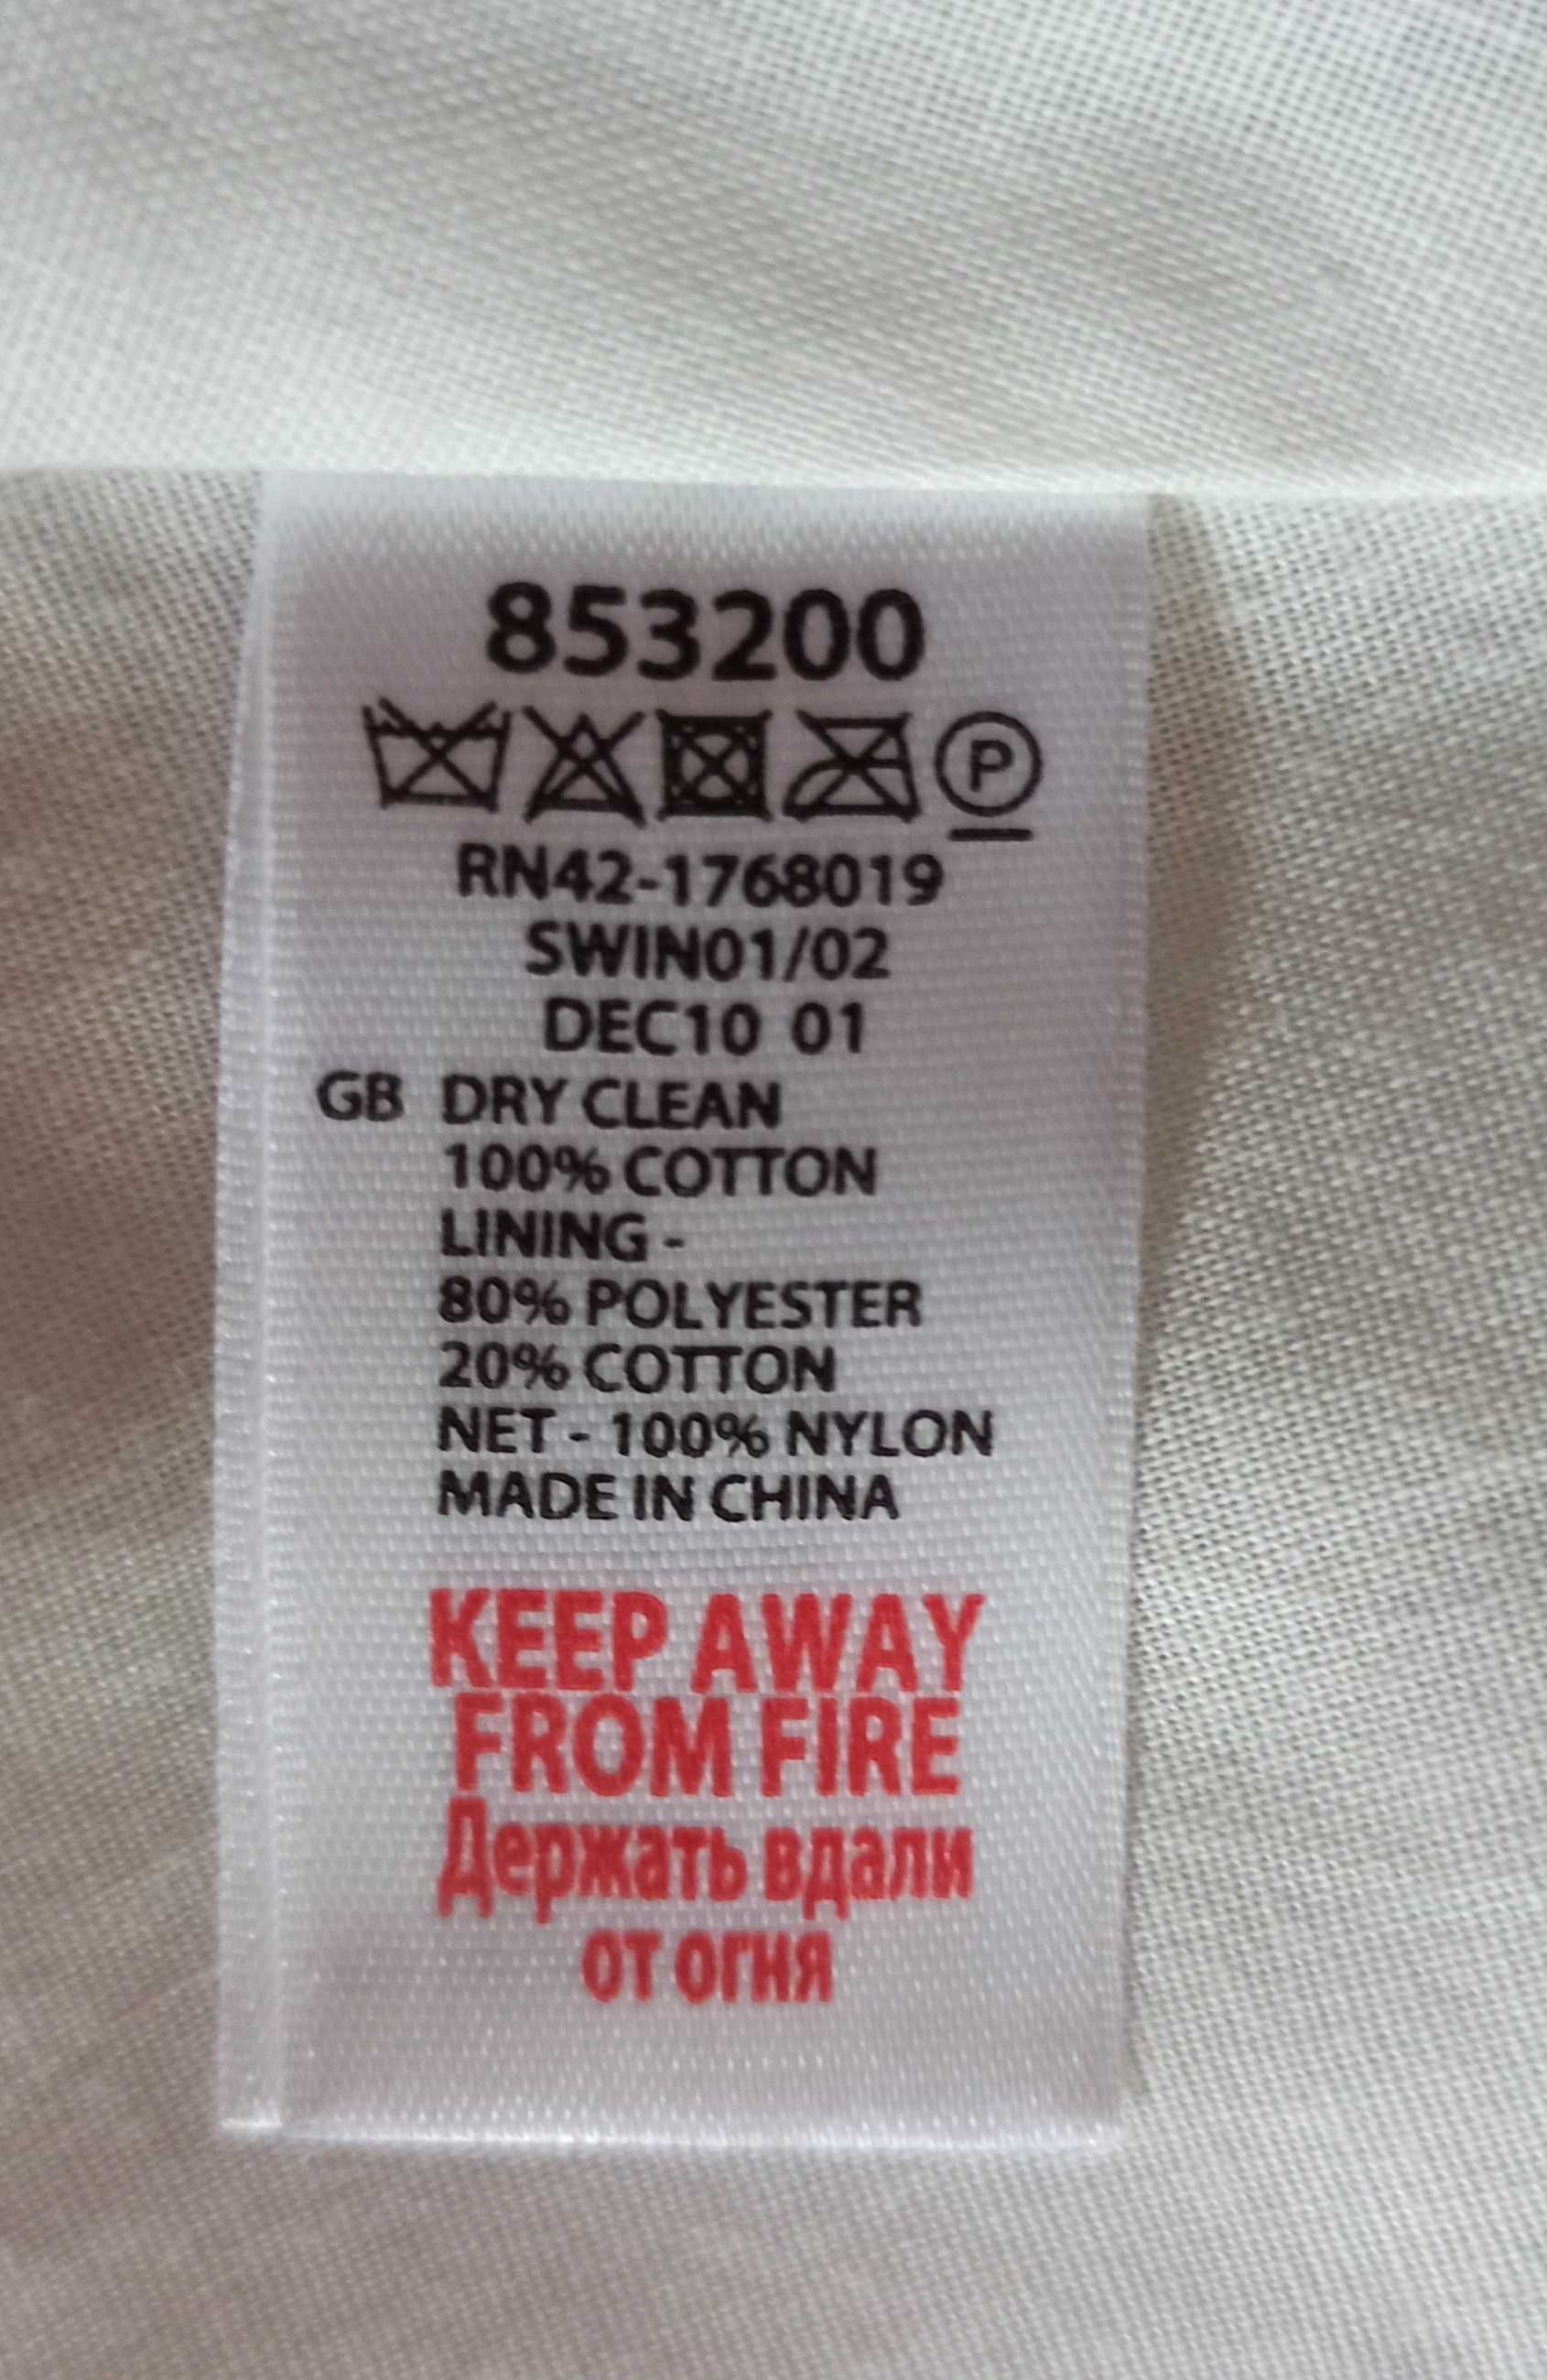 853200
P
RN42-1768019
SWIN01/02
DEC10 01
GB DRY CLEAN
100% COTTON
LINING -
80% POLYESTER
20% COTTON
NET - 100% NYLON
MADE IN CHINA
KEEP AWAY
FROM FIRE
Держать вдали
от огня